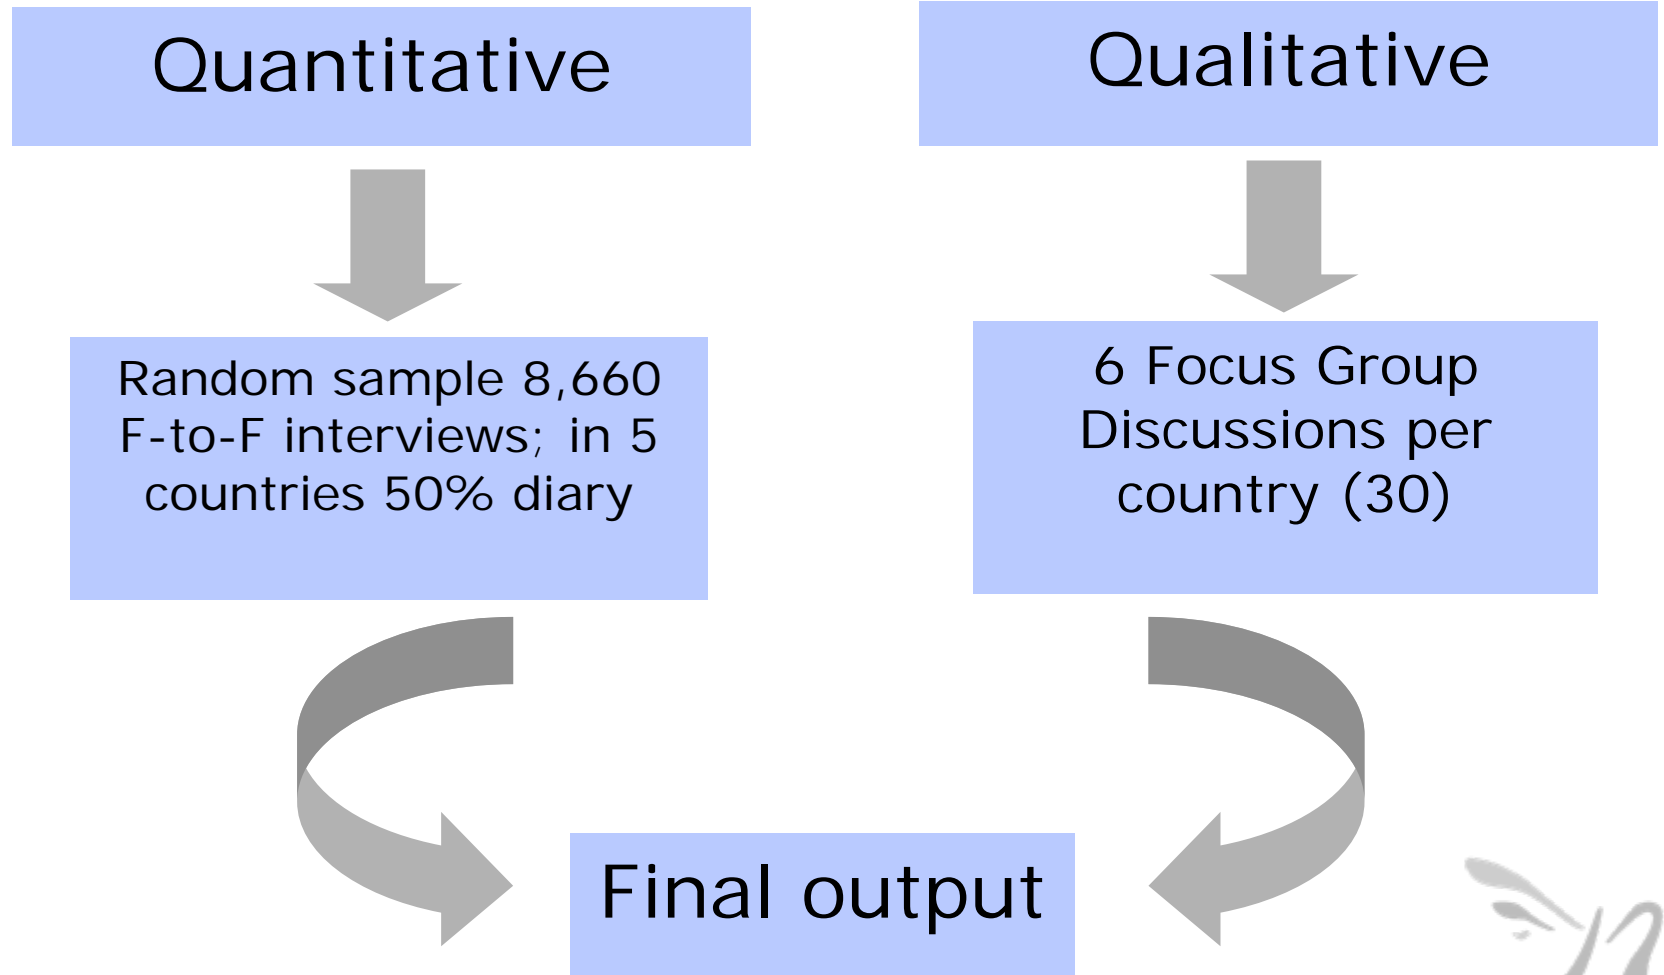 Quantitative
Qualitative
Random sample 8,660
F-to-F interviews; in 5
countries 50% diary
6 Focus Group
Discussions per
country (30)
Final output